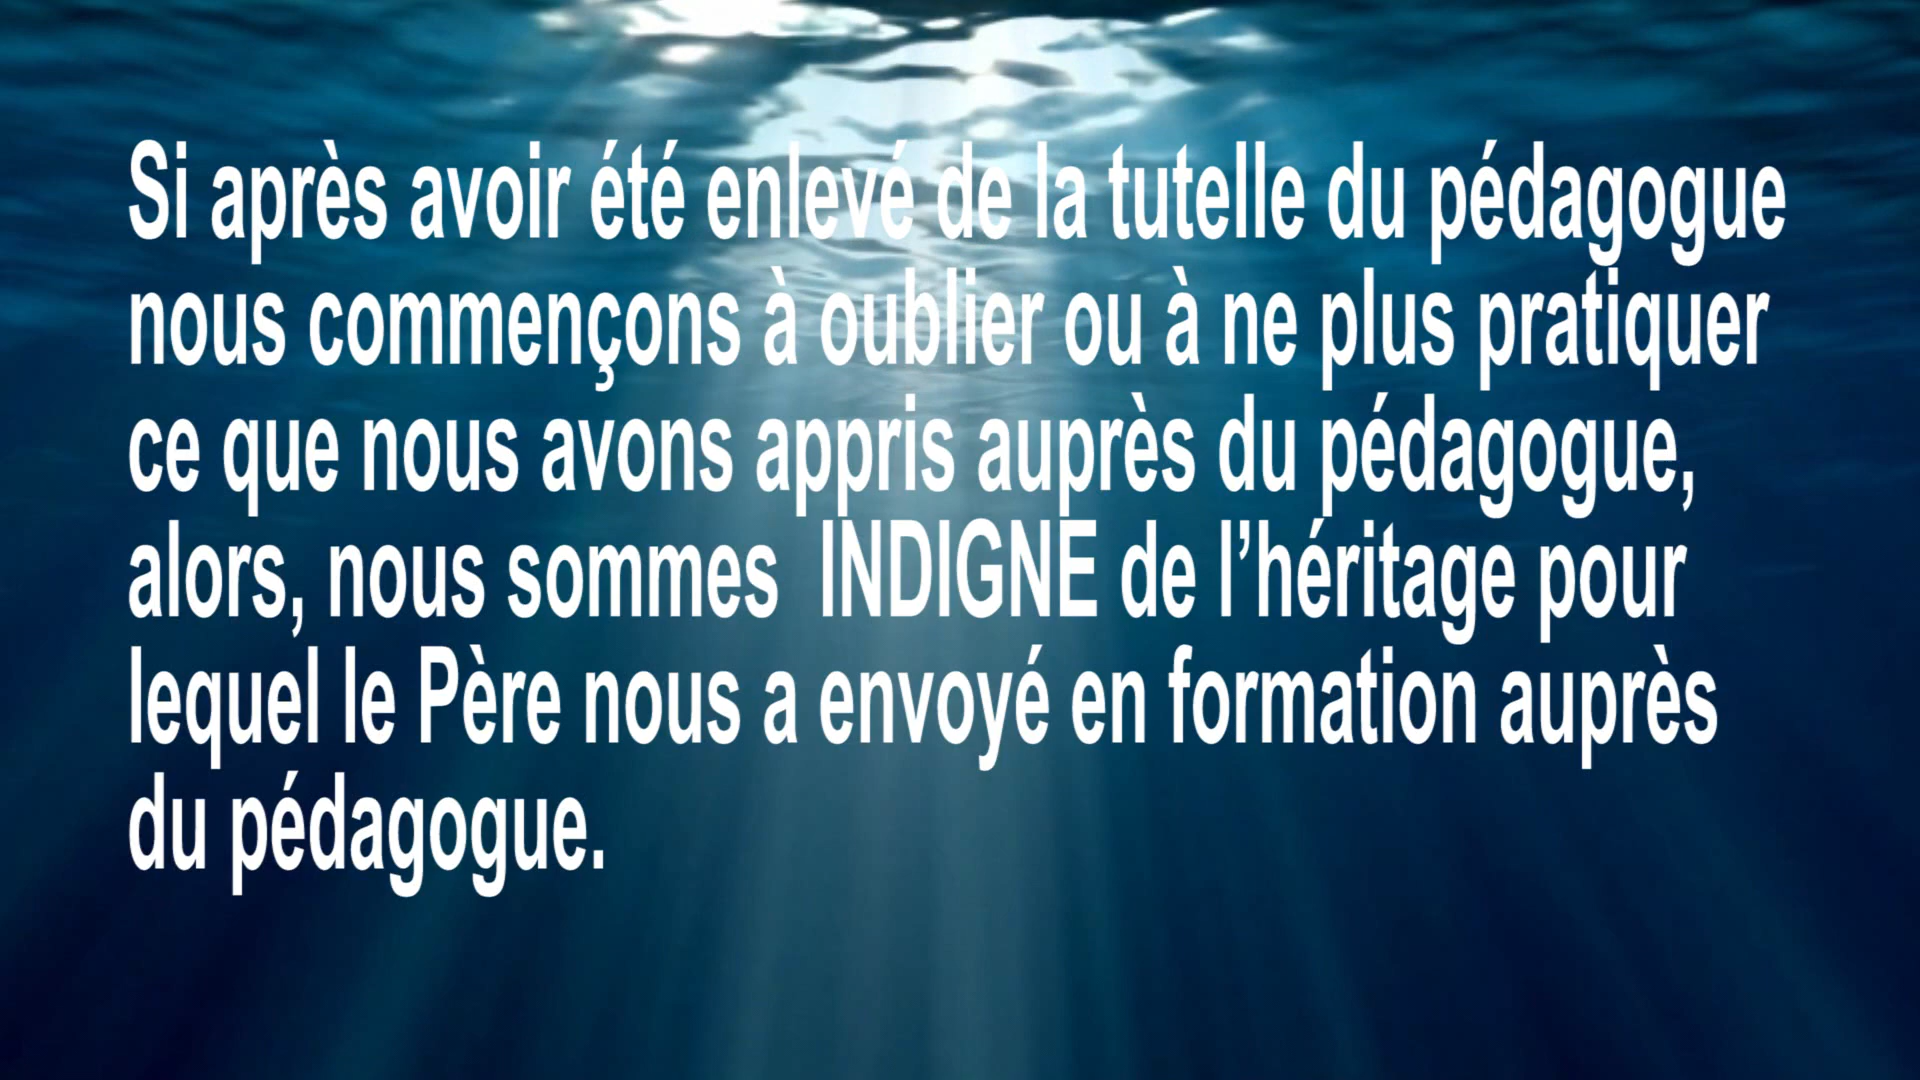 Si après avoir été enlevé de la tutelle du pédagogue
nous commençons à oublier ou à ne plus pratiquer
ce que nous avons appris auprès du pédagogue,
alors, nous sommes  INDIGNE de l’héritage pour
lequel le Père nous a envoyé en formation auprès
du pédagogue.